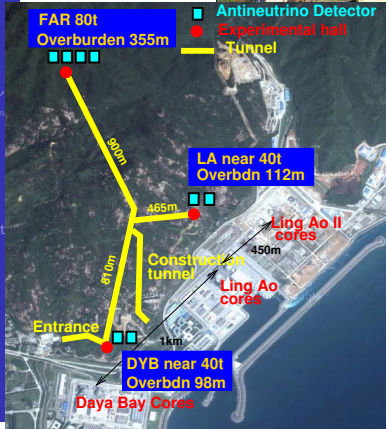 FAR 80t
Overburden 355m
Antineutrino Detector
Experimental hall
Tunnel
900m
LA near 40t
Overbdn 112m
465m
Ling Ao II
cores
450m
810m
Construction
tunnel
Ling Ao
cores
Entrance
1km
DYB near 40t
Overbdn 98m
Daya Bay Cores